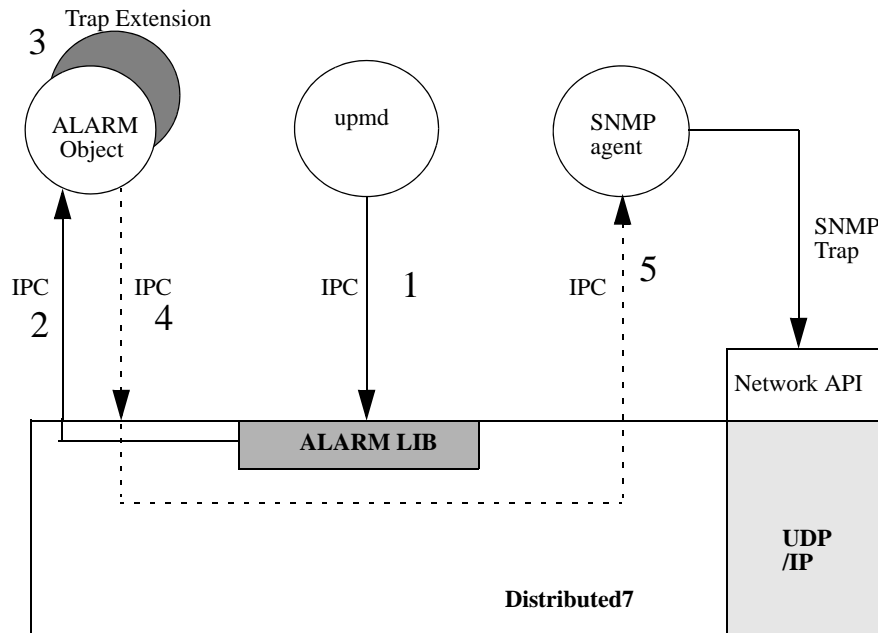 Trap Extension
3
ALARM
Object
upmd
SNMP
agent
SNMP
Trap
IPC
2
IPC
4
IPC
1
IPC
5
Network API
ALARM LIB
UDP
/IP
Distributed7